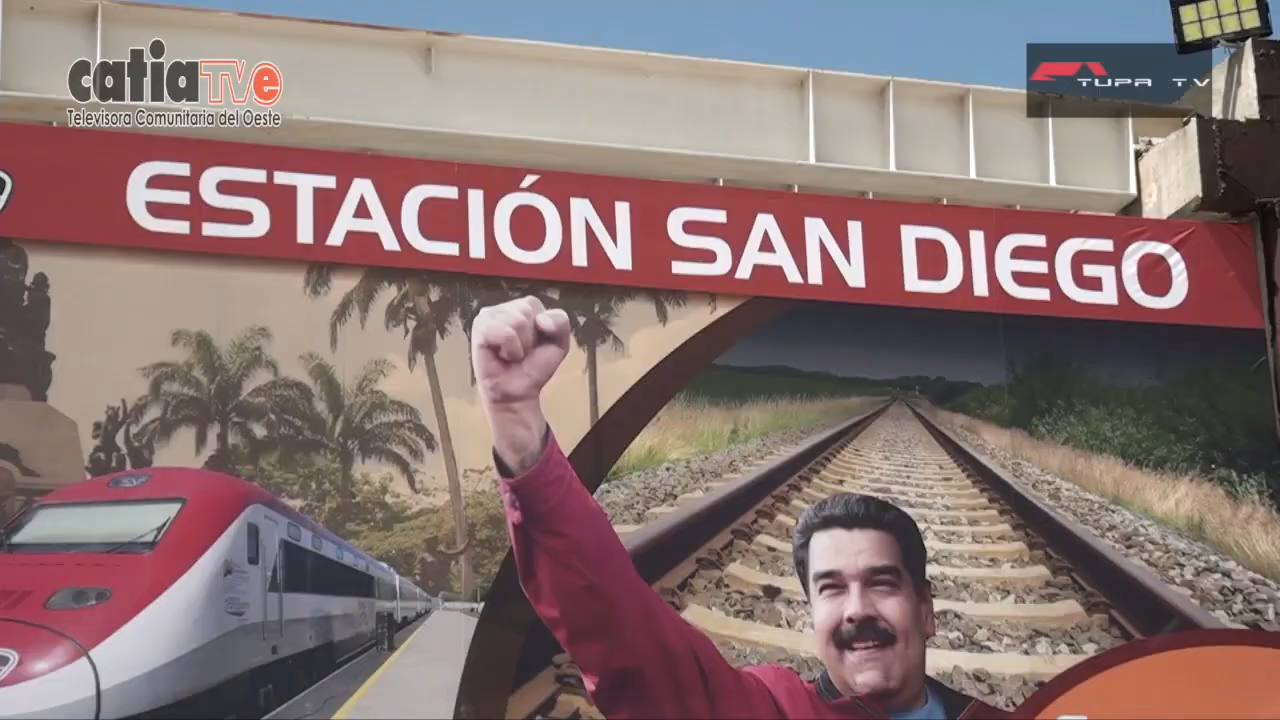 catiaTVe
Televisora Comunitaria del Oeste
TUPA TV
ESTACIÓN SAN DIEGO